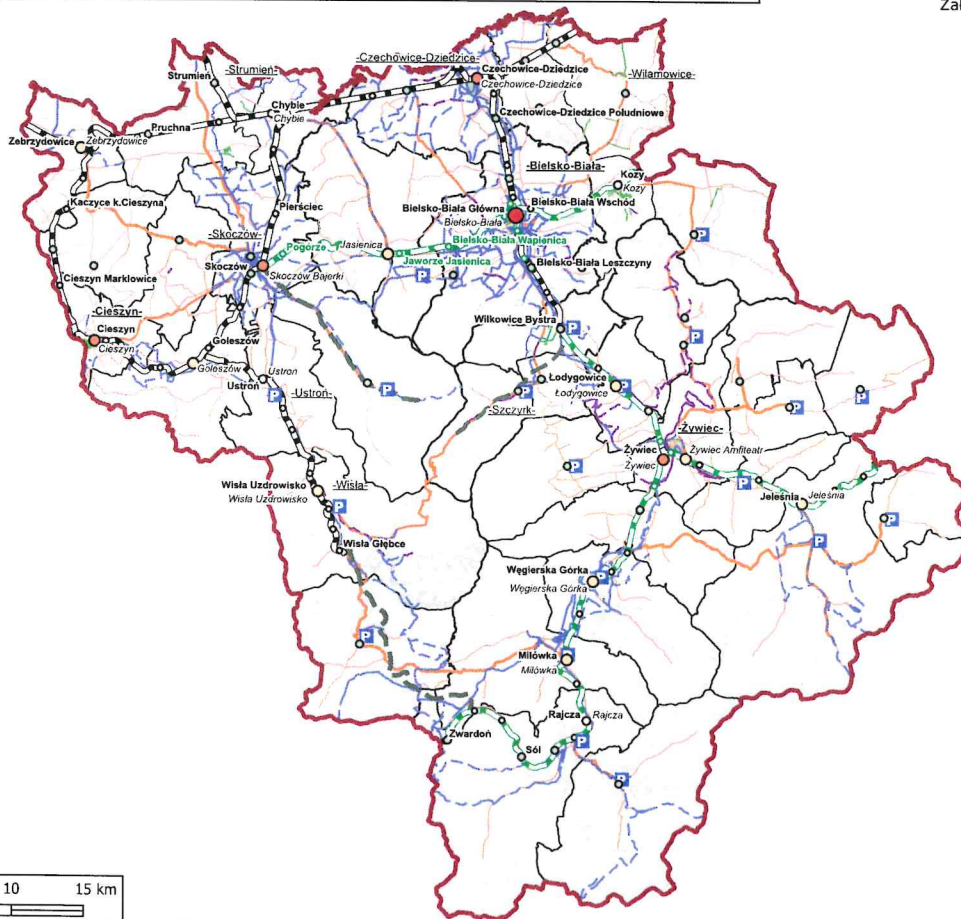 Zał
-Czechowice-Dziedzice-
-Strumień-
Strumień
Czechowice-Dziedzice
Czechowice-Dziedzice
-Wilamowice-
Chybie
Chybie
Czechowice-Dziedzice Południowe
Pruchna
Zebrzydowice
Zebrzydowice
-Bielsko-Biała-
Kozy
Kozy
Kaczyce k.Cieszyna
Pierściec
Bielsko-Biała Główna
Bielsko-Biała Wschód
Bielsko-Biała
-Skoczów-
Pogórze
Jasienica
Bielsko-Biała Wapienica
Skoczów
Skoczów Bajerki
Jaworze Jasienica
Bielsko-Biała Leszczyny
Cieszyn Marklowice
P
P
-Cieszyn-
Cieszyn
Cieszyn
Wilkowice Bystra
P
P
Goleszów
Goleszów
Ustroń
Ustron
-Ustroń-
P
P
P
Łodygowice
Łodygowice
P
-Szczyrk-
P
P
P
-Żywiec-
Żywiec
Żywiec
Żywiec Amfiteatr
P
P
Jeleśnia
Jeleśnia
Wisła Uzdrowisko
-Wisła-
Wisła Uzdrowisko
P
P
P
Wisła Głębce
Węgierska Górka
P
Węgierska Górka
P
Milówka
P
Milówka
Rajcza
Rajcza
Zwardoń
P
Sól
P
10 15 km